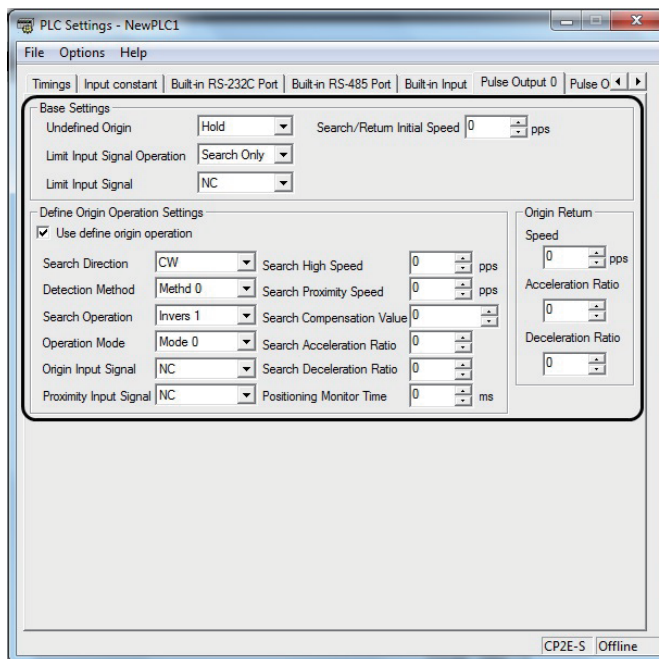 PLC Settings - NewPLC1
File Options Help
Timings Input constant Built-in RS-232C Port Built-in RS-485 Port Built-in Input Pulse Output 0 Pulse O
Base Settings
Undefined Origin Hold Search/Return Initial Speed 0 pps
Limit Input Signal Operation Search Only
Limit Input Signal NC
Define Origin Operation Settings
Use define origin operation
Search Direction CW Search High Speed 0 pps
Detection Method Methd 0 Search Proximity Speed 0 pps
Search Operation Invers 1 Search Compensation Value 0
Operation Mode Mode 0 Search Acceleration Ratio 0
Origin Input Signal NC Search Deceleration Ratio 0
Proximity Input Signal NC Positioning Monitor Time 0 ms
Origin Return
Speed
0 pps
Acceleration Ratio
0
Deceleration Ratio
0
CP2E-S Offline